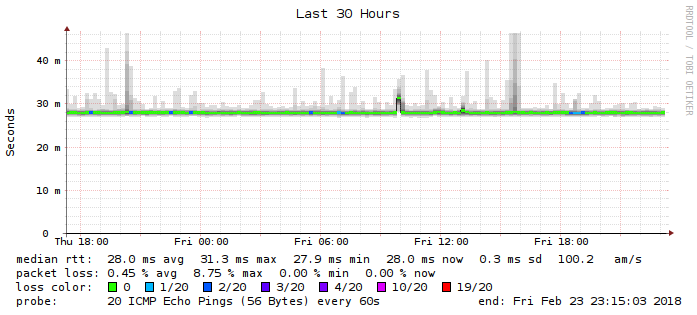 Last 30 Hours
RRDTOOL / TOBI OETIKER
Seconds
40 m
30 m
20 m
10 m
0
Thu 18:00 Fri 00:00 Fri 06:00 Fri 12:00 Fri 18:00
median rtt: 28.0 ms avg 31.3 ms max 27.9 ms min 28.0 ms now 0.3 ms sd 100.2 am/s
packet loss: 0.45 % avg 8.75 % max 0.00 % min 0.00 % now
loss color: 0 1/20 2/20 3/20 4/20 10/20 19/20
probe: 20 ICMP Echo Pings (56 Bytes) every 60s end: Fri Feb 23 23:15:03 2018